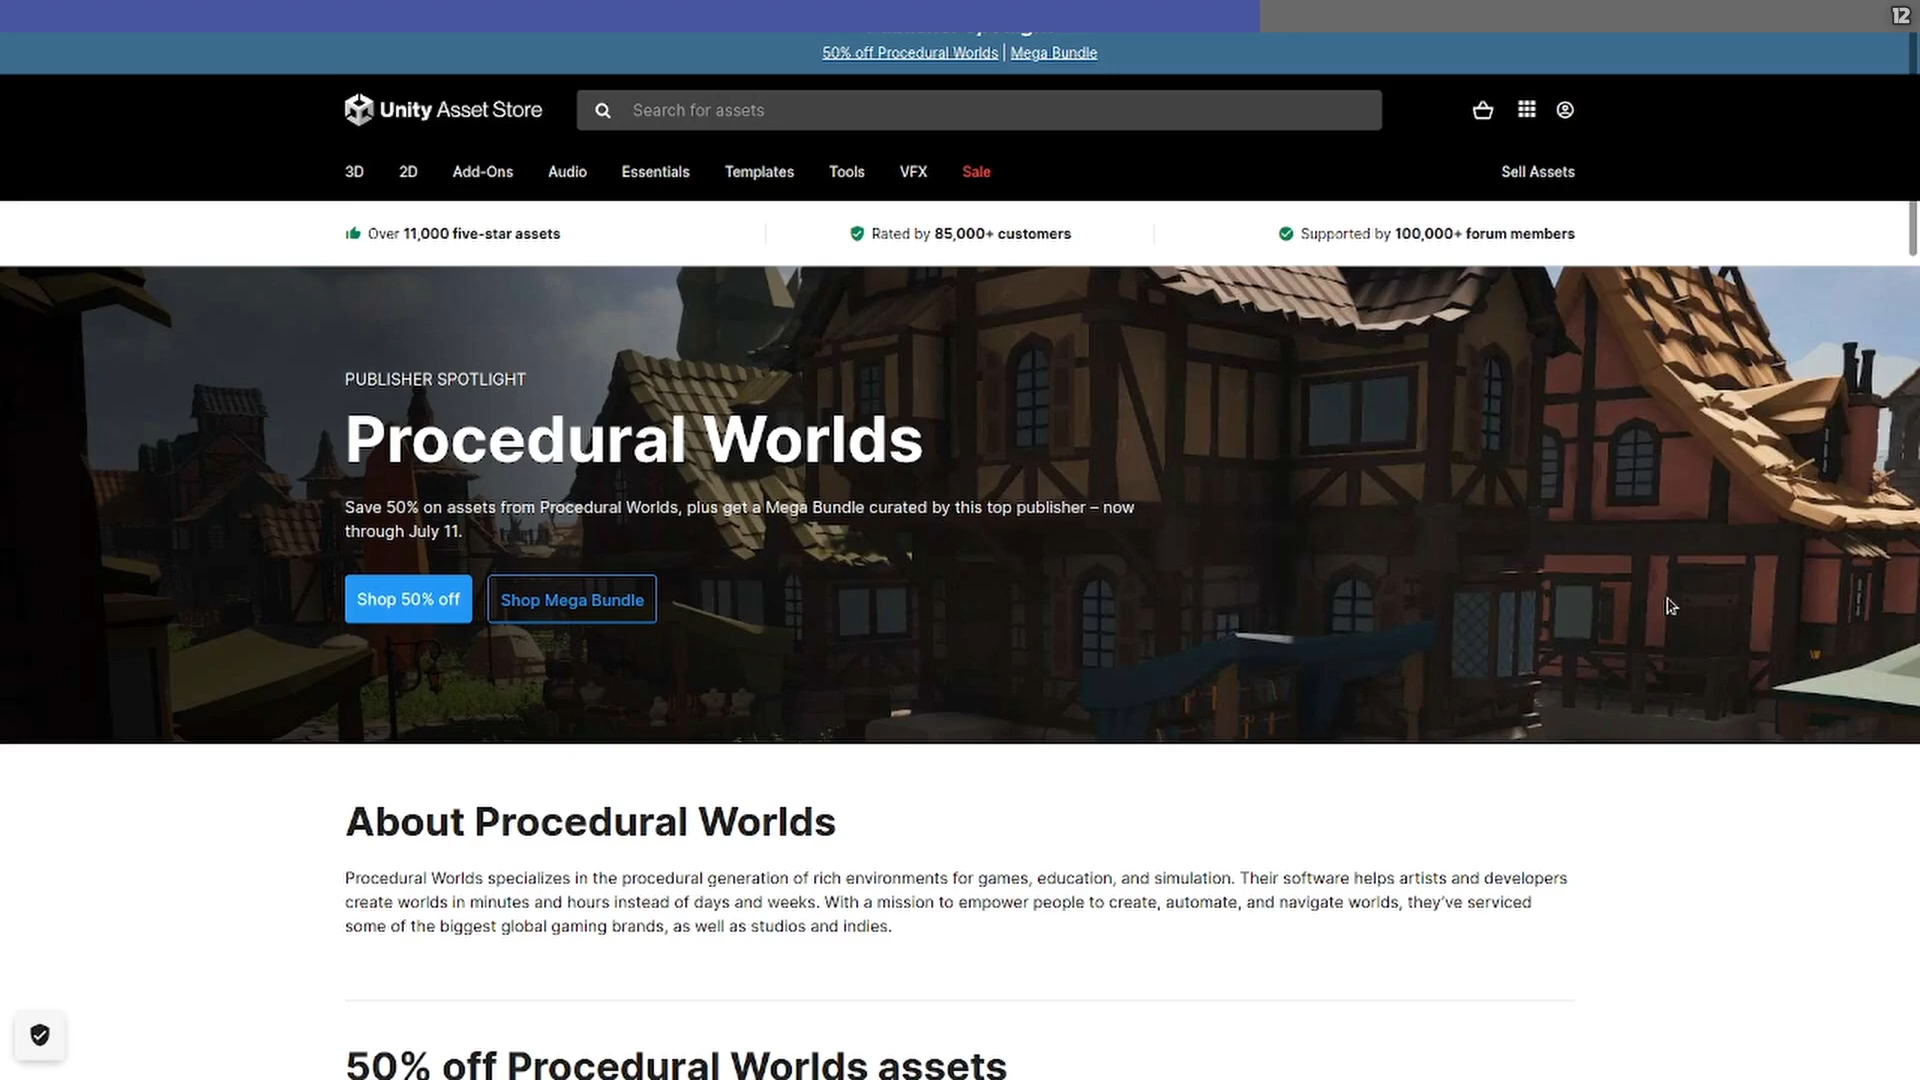 12
50% off Procedural Worlds | Mega Bundle
Unity Asset Store
Search for assets
3D 2D Add-Ons Audio Essentials Templates Tools VFX Sale Sell Assets
Over 11,000 five-star assets
Rated by 85,000+ customers
Supported by 100,000+ forum members
PUBLISHER SPOTLIGHT
Procedural Worlds
Save 50% on assets from Procedural Worlds, plus get a Mega Bundle curated by this top publisher – now
through July 11.
Shop 50% off
Shop Mega Bundle
About Procedural Worlds
Procedural Worlds specializes in the procedural generation of rich environments for games, education, and simulation. Their software helps artists and developers
create worlds in minutes and hours instead of days and weeks. With a mission to empower people to create, automate, and navigate worlds, they've serviced
some of the biggest global gaming brands, as well as studios and indies.
50% off Procedural Worlds assets